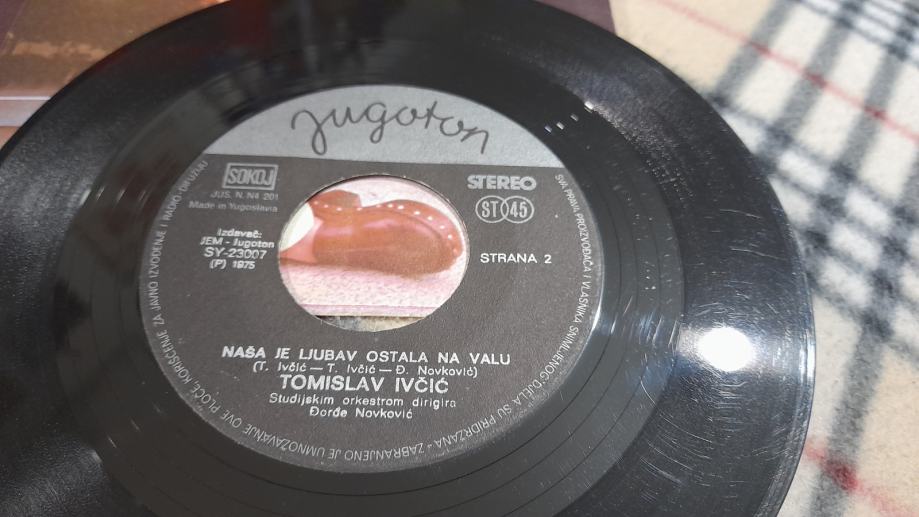 jugoton
SOKOJ
JUS. N. N4 201
Made in Yugoslavia
Izdavač:
JEM - Jugoton
SY-23007
(P) 1975
STEREO
ST 45
STRANA 2
NAŠA JE LJUBAV OSTALA NA VALU
(T. Ivčić — T. Ivčić — Đ. Novković)
TOMISLAV IVČIĆ
Studijskim orkestrom dirigira
Đorđe Novković
SVA PRAVA PROIZVOĐAČA I VLASNIKA SNIMLJENOG DJELA SU PRIDRŽANA - ZABRANJENO JE UMNOŽAVANJE OVE PLOČE, KORIŠĆENJE ZA JAVNO IZVOĐENJE I RADIO DIFUZIJU